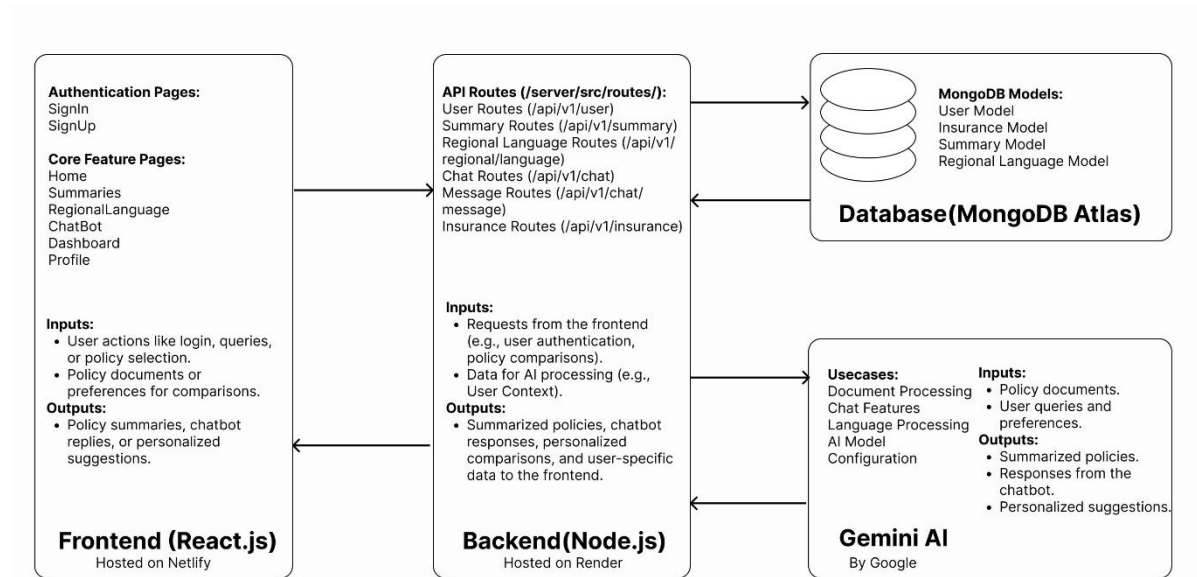 Authentication Pages:
SignIn
SignUp
Core Feature Pages:
Home
Summaries
RegionalLanguage
ChatBot
Dashboard
Profile
Inputs:
• User actions like login, queries,
or policy selection.
• Policy documents or
preferences for comparisons.
Outputs:
• Policy summaries, chatbot
replies, or personalized
suggestions.
Frontend (React.js)
Hosted on Netlify
API Routes (/server/src/routes/):
User Routes (/api/v1/user)
Summary Routes (/api/v1/summary)
Regional Language Routes (/api/v1/
regional/language)
Chat Routes (/api/v1/chat)
Message Routes (/api/v1/chat/
message)
Insurance Routes (/api/v1/insurance)
Inputs:
• Requests from the frontend
(e.g., user authentication,
policy comparisons).
• Data for AI processing (e.g.,
User Context).
Outputs:
• Summarized policies, chatbot
responses, personalized
comparisons, and user-specific
data to the frontend.
Backend(Node.js)
Hosted on Render
MongoDB Models:
User Model
Insurance Model
Summary Model
Regional Language Model
Database(MongoDB Atlas)
Usecases:
Document Processing
Chat Features
Language Processing
AI Model
Configuration
Inputs:
• Policy documents.
• User queries and
preferences.
Outputs:
• Summarized policies.
• Responses from the
chatbot.
• Personalized suggestions.
Gemini AI
By Google